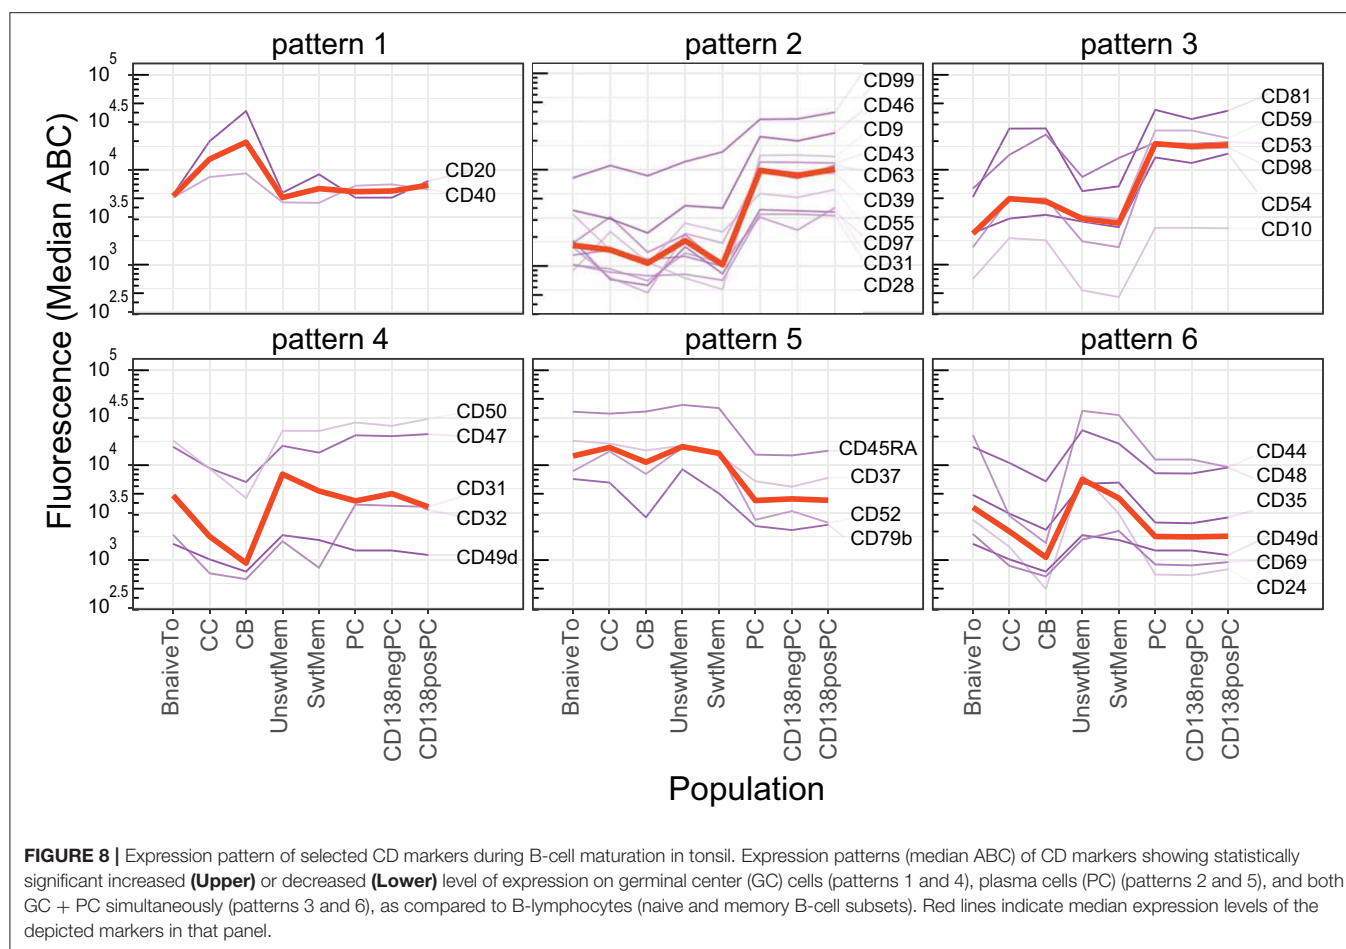 pattern 1
pattern 2
pattern 3
Fluorescence (Median ABC)
10^5
10^4.5
10^4
10^3.5
10^3
10^2.5
CD20
CD40
CD99
CD46
CD9
CD43
CD63
CD39
CD55
CD97
CD31
CD28
CD81
CD59
CD53
CD98
CD54
CD10
pattern 4
pattern 5
pattern 6
10^5
10^4.5
10^4
10^3.5
10^3
10^2.5
CD50
CD47
CD31
CD32
CD49d
CD45RA
CD37
CD52
CD79b
CD44
CD48
CD35
CD49d
CD69
CD24
BnaiveTo
CC
CB
UnswtMem
SwtMem
PC
CD138negPC
CD138posPC
BnaiveTo
CC
CB
UnswtMem
SwtMem
PC
CD138negPC
CD138posPC
BnaiveTo
CC
CB
UnswtMem
SwtMem
PC
CD138negPC
CD138posPC
Population
FIGURE 8 | Expression pattern of selected CD markers during B-cell maturation in tonsil. Expression patterns (median ABC) of CD markers showing statistically
significant increased (Upper) or decreased (Lower) level of expression on germinal center (GC) cells (patterns 1 and 4), plasma cells (PC) (patterns 2 and 5), and both
GC + PC simultaneously (patterns 3 and 6), as compared to B-lymphocytes (naive and memory B-cell subsets). Red lines indicate median expression levels of the
depicted markers in that panel.